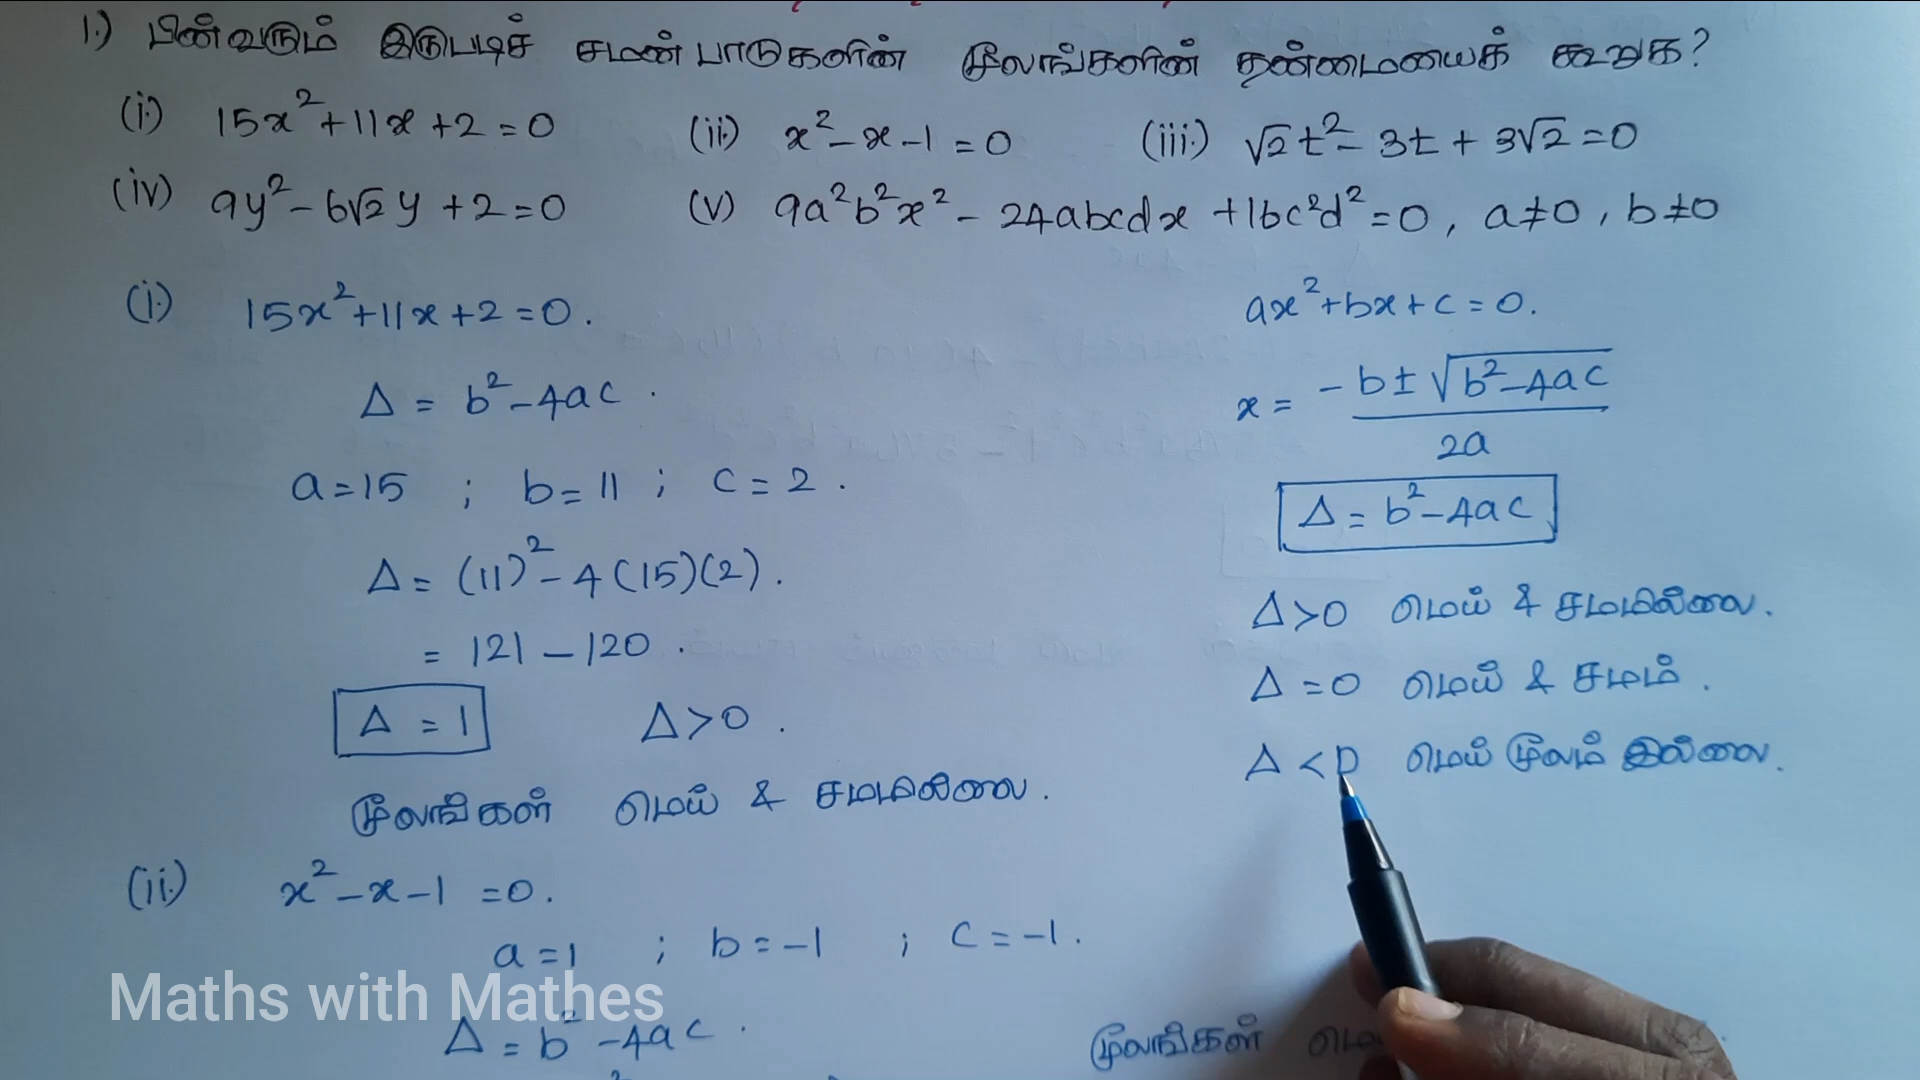 1.) பின்வரும் இருபடிச் சமன்பாடுகளின் மூலங்களின் தன்மையைக் கூறுக?
(i) 15x²+11x+2=0 (ii) x²-x-1=0 (iii.) √2t²-3t+3√2=0
(iv) 9y²-6√2y+2=0 (v) 9a²b²x²-24abcdx+16c²d²=0, a≠0, b≠0
(i) 15x²+11x+2=0.
Δ = b²-4ac.
a=15 ; b=11 ; c=2.
Δ= (11)²-4(15)(2).
= 121-120.
Δ = 1 Δ>0.
மூலங்கள் மெய் & சமமில்லை.
ax²+bx+c=0.
x = -b±√b²-4ac
2a
Δ = b²-4ac
Δ>0 மெய் & சமமில்லை.
Δ=0 மெய் & சமம்.
Δ<0 மெய் மூலம் இல்லை.
(ii) x²-x-1=0.
a=1 ; b=-1 ; c=-1.
Maths with Mathes
Δ = b²-4ac.
மூலங்கள்